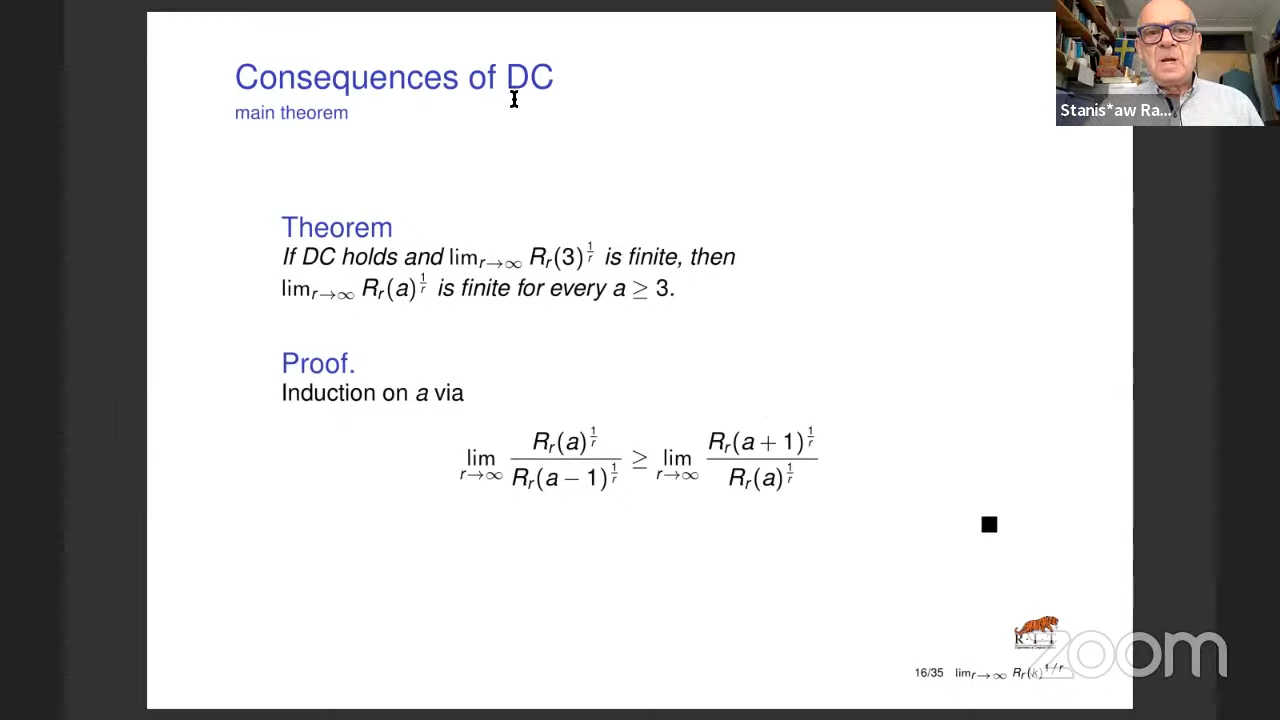 Consequences of DC
main theorem
Stanis*aw Ra...
Theorem
If DC holds and lim_{r→∞} R_r(3)^{1/r} is finite, then
lim_{r→∞} R_r(a)^{1/r} is finite for every a ≥ 3.
Proof.
Induction on a via
lim_{r→∞} R_r(a)^{1/r} / R_r(a − 1)^{1/r} ≥ lim_{r→∞} R_r(a + 1)^{1/r} / R_r(a)^{1/r}
■
R·I·T
zoom
16/35 lim_{r→∞} R_r(k)^{1/r}